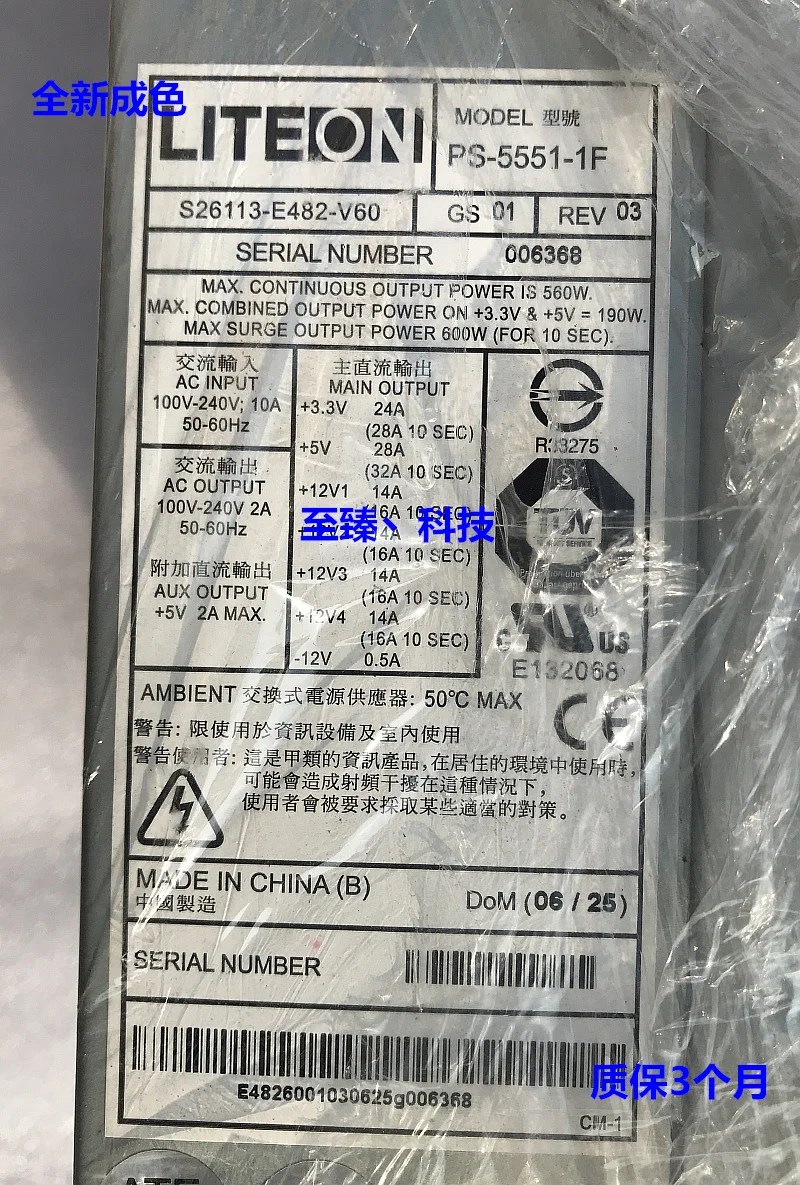 全新成色
LITEON
MODEL 型號
PS-5551-1F
S26113-E482-V60
GS 01
REV 03
SERIAL NUMBER 006368
MAX. CONTINUOUS OUTPUT POWER IS 560W.
MAX. COMBINED OUTPUT POWER ON +3.3V & +5V = 190W.
MAX SURGE OUTPUT POWER 600W (FOR 10 SEC).
交流輸入
AC INPUT
100V-240V; 10A
50-60Hz
交流輸出
AC OUTPUT
100V-240V 2A
50-60Hz
附加直流輸出
AUX OUTPUT
+5V 2A MAX.
主直流輸出
MAIN OUTPUT
+3.3V 24A
(28A 10 SEC)
+5V 28A
(32A 10 SEC)
+12V1 14A
(16A 10 SEC)
至臻丶科技
14A
(16A 10 SEC)
+12V3 14A
(16A 10 SEC)
+12V4 14A
(16A 10 SEC)
-12V 0.5A
R33275
S
TÜV
c UL ® US
E132068
AMBIENT 交換式電源供應器: 50℃ MAX
CE
警告: 限使用於資訊設備及室內使用
警告使用者: 這是甲類的資訊產品,在居住的環境中使用時,
可能會造成射頻干擾在這種情況下,
使用者會被要求採取某些適當的對策。
MADE IN CHINA (B)
中國製造
DoM (06 / 25)
SERIAL NUMBER
E4826001030625g006368
质保3个月
CM-1